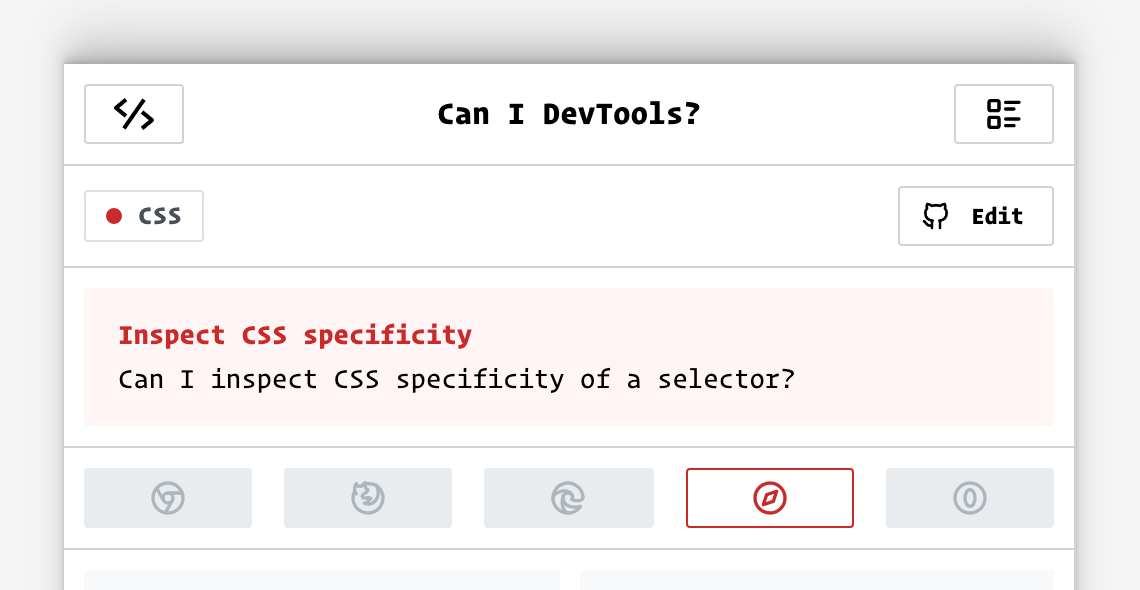 Can I DevTools?
CSS
Edit
Inspect CSS specificity
Can I inspect CSS specificity of a selector?